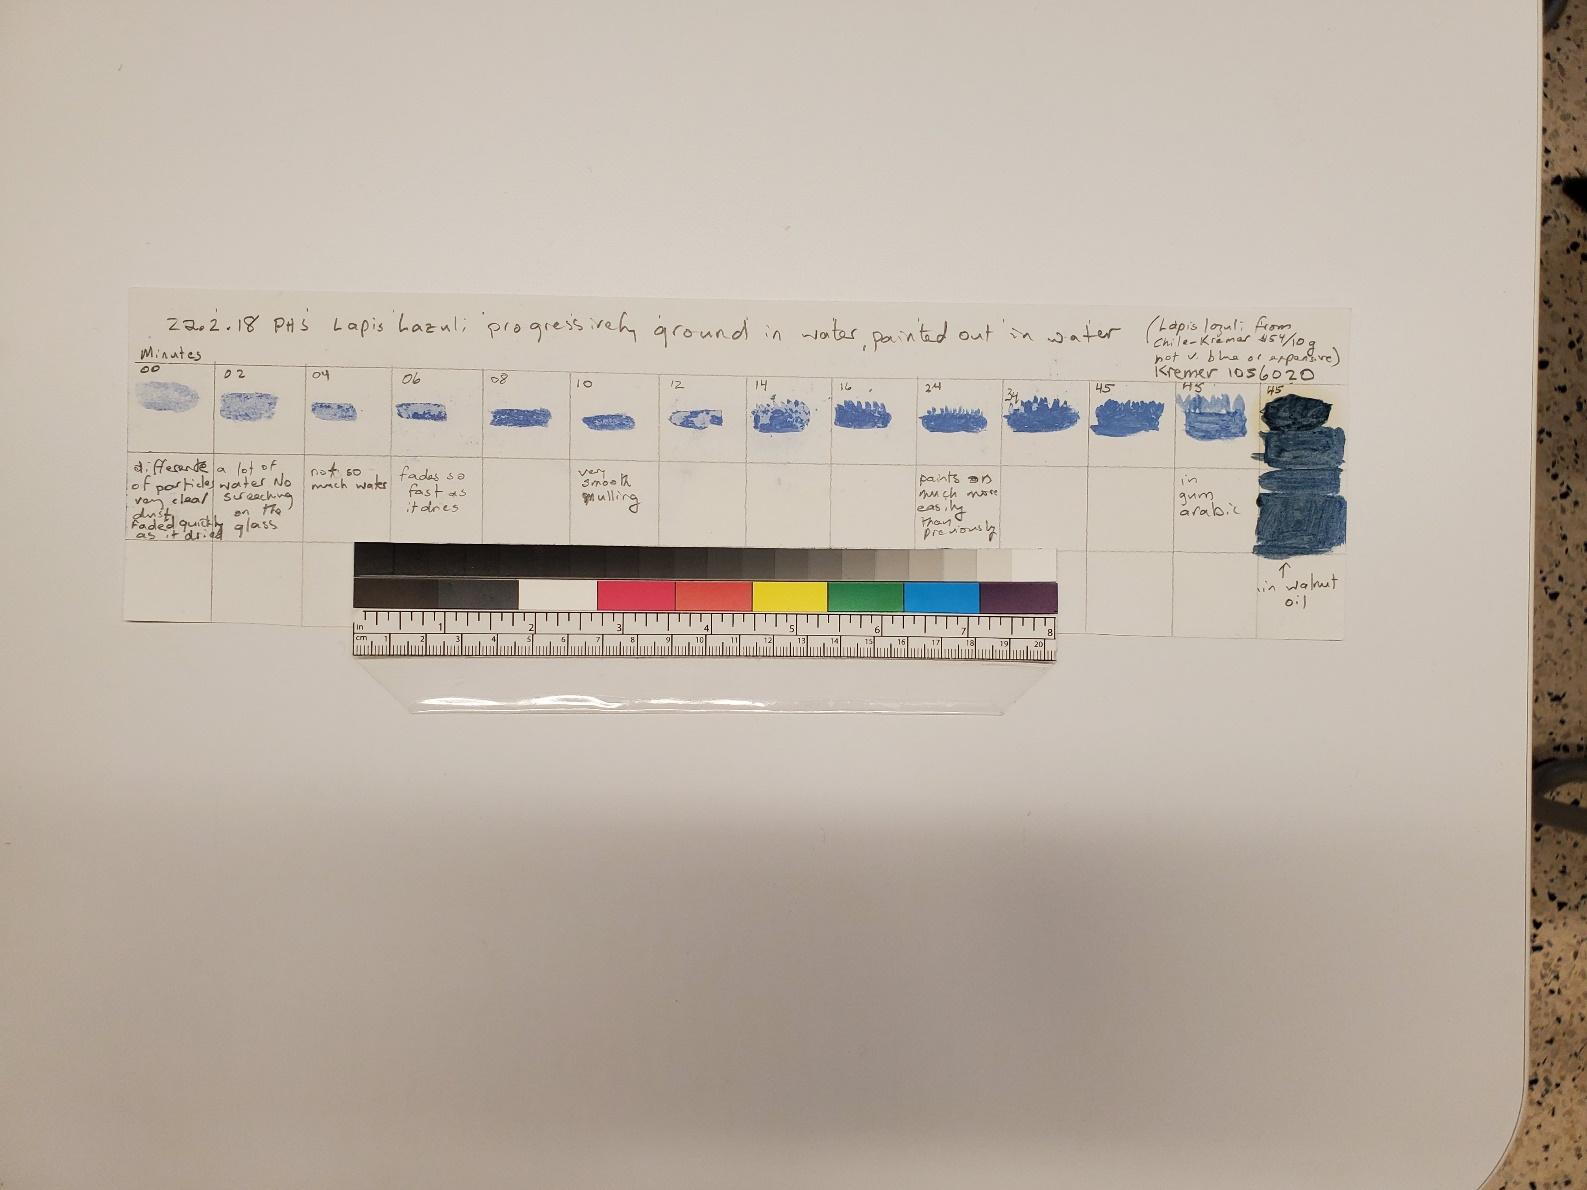 22.2.18 PHS Lapis Lazuli progressively ground in water, painted out in water
(Lapis lazuli from
Chile-Kremer $54/10g
not v. blue or expensive)
Kremer 1056020
Minutes
00 02 04 06 08 10 12 14 16 24 34 45 45 45
difference
of particles
very clear
dust
Faded quickly
as it dried
a lot of
water No
screeching
on the
glass
not so
much water
fades so
fast as
it dries
very
smooth
mulling
paints on
much more
easily
than
previously
in
gum
arabic
↑
in walnut
oil
in 1 2 3 4 5 6 7 8
cm 1 2 3 4 5 6 7 8 9 10 11 12 13 14 15 16 17 18 19 20